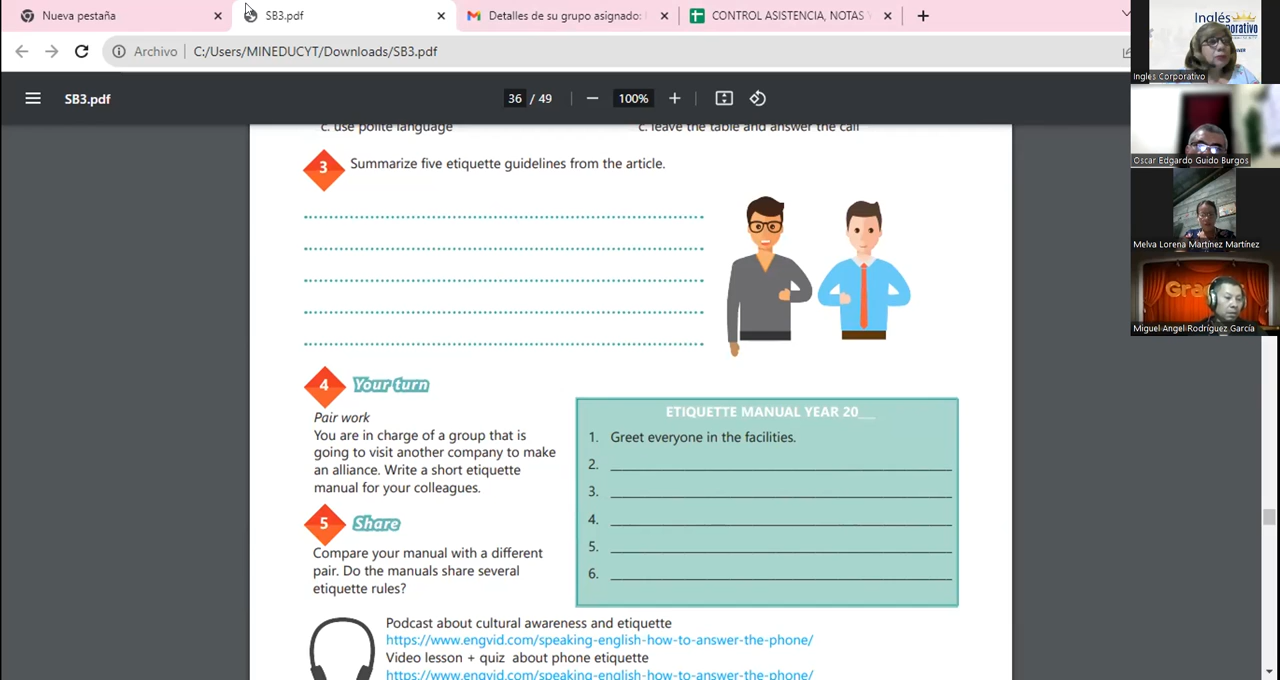 Nueva pestaña
SB3.pdf
Detalles de su grupo asignado:
CONTROL ASISTENCIA, NOTAS Y
Archivo
C:/Users/MINEDUCYT/Downloads/SB3.pdf
SB3.pdf
36 / 49
100%
c. use polite language
c. leave the table and answer the call
3
Summarize five etiquette guidelines from the article.
4
Your turn
Pair work
You are in charge of a group that is
going to visit another company to make
an alliance. Write a short etiquette
manual for your colleagues.
ETIQUETTE MANUAL YEAR 20__
1. Greet everyone in the facilities.
2.
3.
4.
5.
6.
5
Share
Compare your manual with a different
pair. Do the manuals share several
etiquette rules?
Podcast about cultural awareness and etiquette
https://www.engvid.com/speaking-english-how-to-answer-the-phone/
Video lesson + quiz about phone etiquette
https://www.engvid.com/speaking-english-how-to-answer-the-phone/
Inglés
Ingles Corporativo
Oscar Edgardo Guido Burgos
Melva Lorena Martínez Martínez
Miguel Angel Rodríguez García